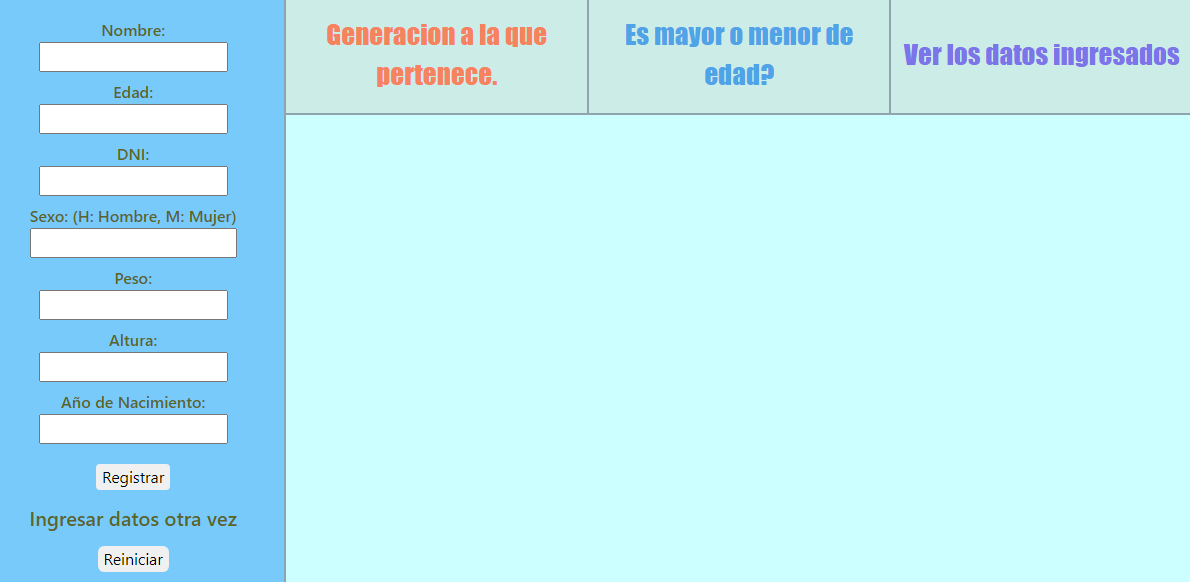 Nombre:
Edad:
DNI:
Sexo: (H: Hombre, M: Mujer)
Peso:
Altura:
Año de Nacimiento:
Registrar
Ingresar datos otra vez
Reiniciar
Generacion a la que
pertenece.
Es mayor o menor de
edad?
Ver los datos ingresados